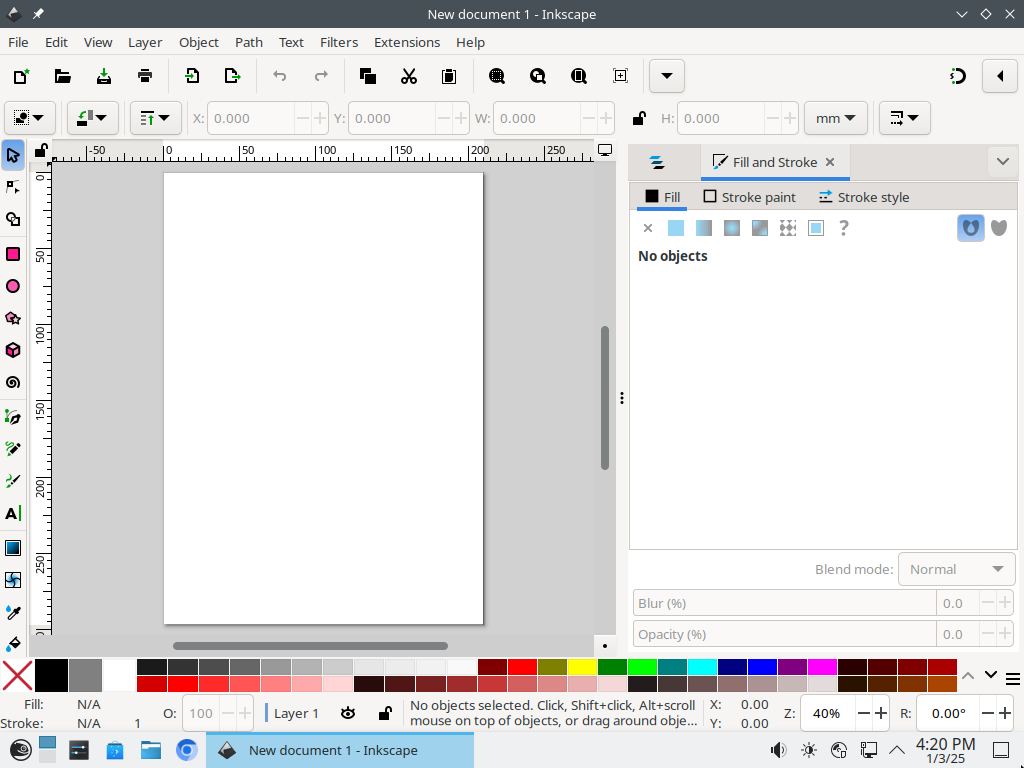 New document 1 - Inkscape
File Edit View Layer Object Path Text Filters Extensions Help
X: 0.000 Y: 0.000 W: 0.000 H: 0.000 mm
-50 0 50 100 150 200 250
0
50
100
150
200
250
Fill and Stroke
Fill Stroke paint Stroke style
?
No objects
Blend mode: Normal
Blur (%) 0.0
Opacity (%) 0.0
A
Fill: N/A
Stroke: N/A 1
O: 100
Layer 1
No objects selected. Click, Shift+click, Alt+scroll
mouse on top of objects, or drag around obje...
X: 0.00
Y: 0.00
Z: 40%
R: 0.00°
New document 1 - Inkscape
4:20 PM
1/3/25